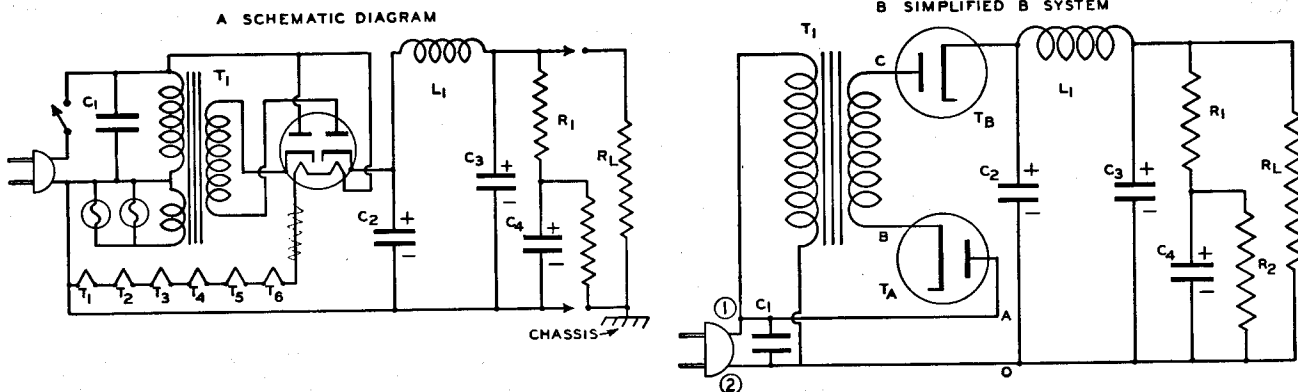 A SCHEMATIC DIAGRAM
T1
C1
L1
R1
RL
C3
+
-
C2
+
-
C4
+
-
T1 T2 T3 T4 T5 T6
CHASSIS
B SIMPLIFIED B SYSTEM
T1
C
TB
L1
R1
RL
C2
+
-
C3
+
-
B
TA
C4
+
-
R2
1
C1
A
O
2